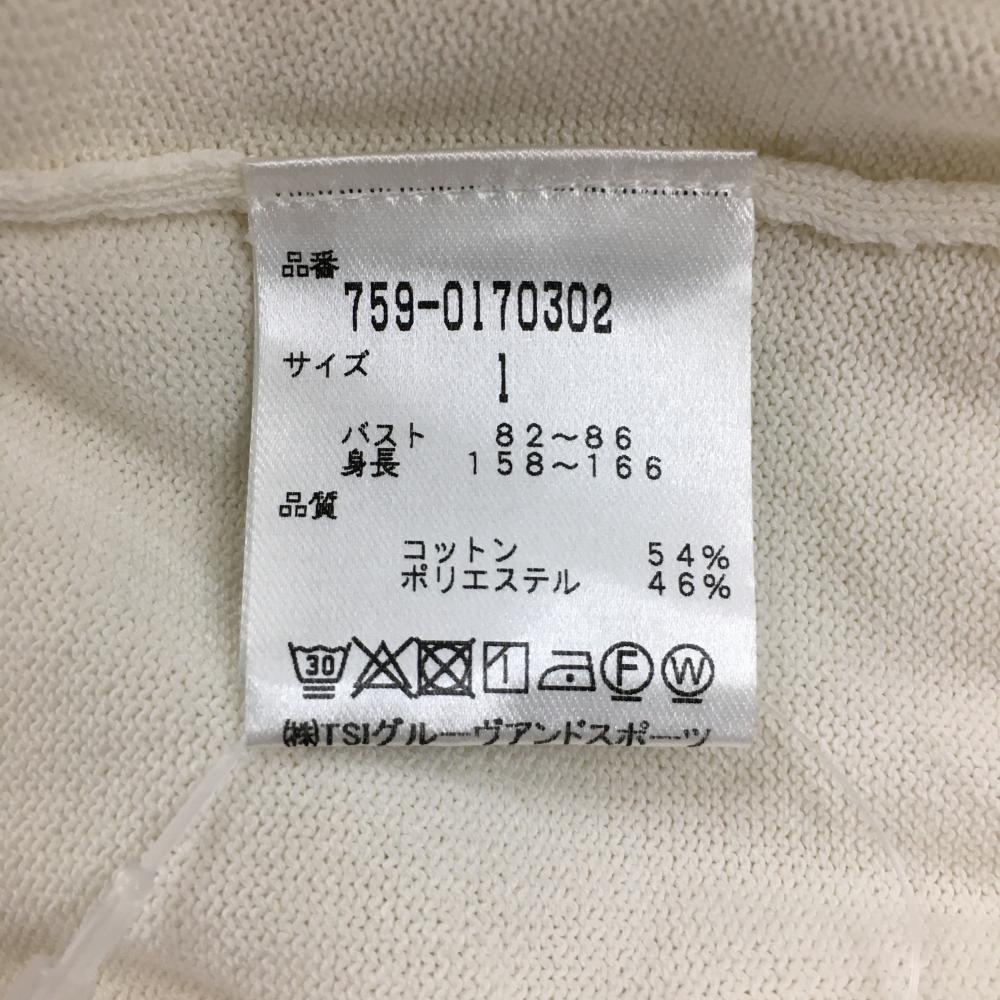 品番
759-0170302
サイズ 1
バスト 82～86
身長 158～166
品質
コットン 54%
ポリエステル 46%
30 F W
㈱TSIグルーヴアンドスポーツ